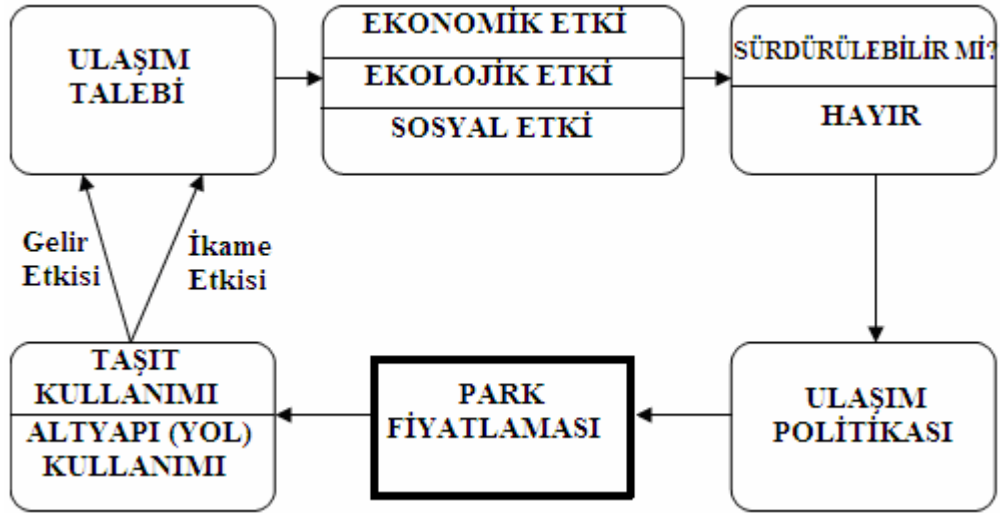 ULAŞIM
TALEBİ
EKONOMİK ETKİ
EKOLOJİK ETKİ
SOSYAL ETKİ
SÜRDÜRÜLEBİLİR Mİ?
HAYIR
Gelir
Etkisi
İkame
Etkisi
TAŞIT
KULLANIMI
ALTYAPI (YOL)
KULLANIMI
PARK
FİYATLAMASI
ULAŞIM
POLİTİKASI